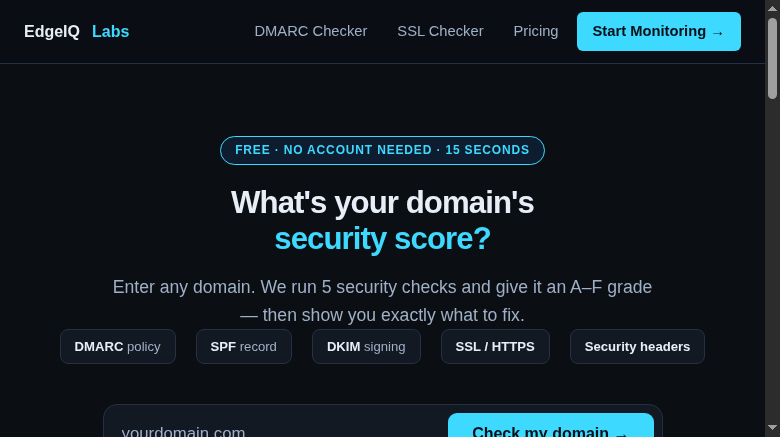 EdgeIQ Labs
DMARC Checker
SSL Checker
Pricing
Start Monitoring →
FREE · NO ACCOUNT NEEDED · 15 SECONDS
What's your domain's
security score?
Enter any domain. We run 5 security checks and give it an A–F grade
— then show you exactly what to fix.
DMARC policy
SPF record
DKIM signing
SSL / HTTPS
Security headers
yourdomain.com
Check my domain →